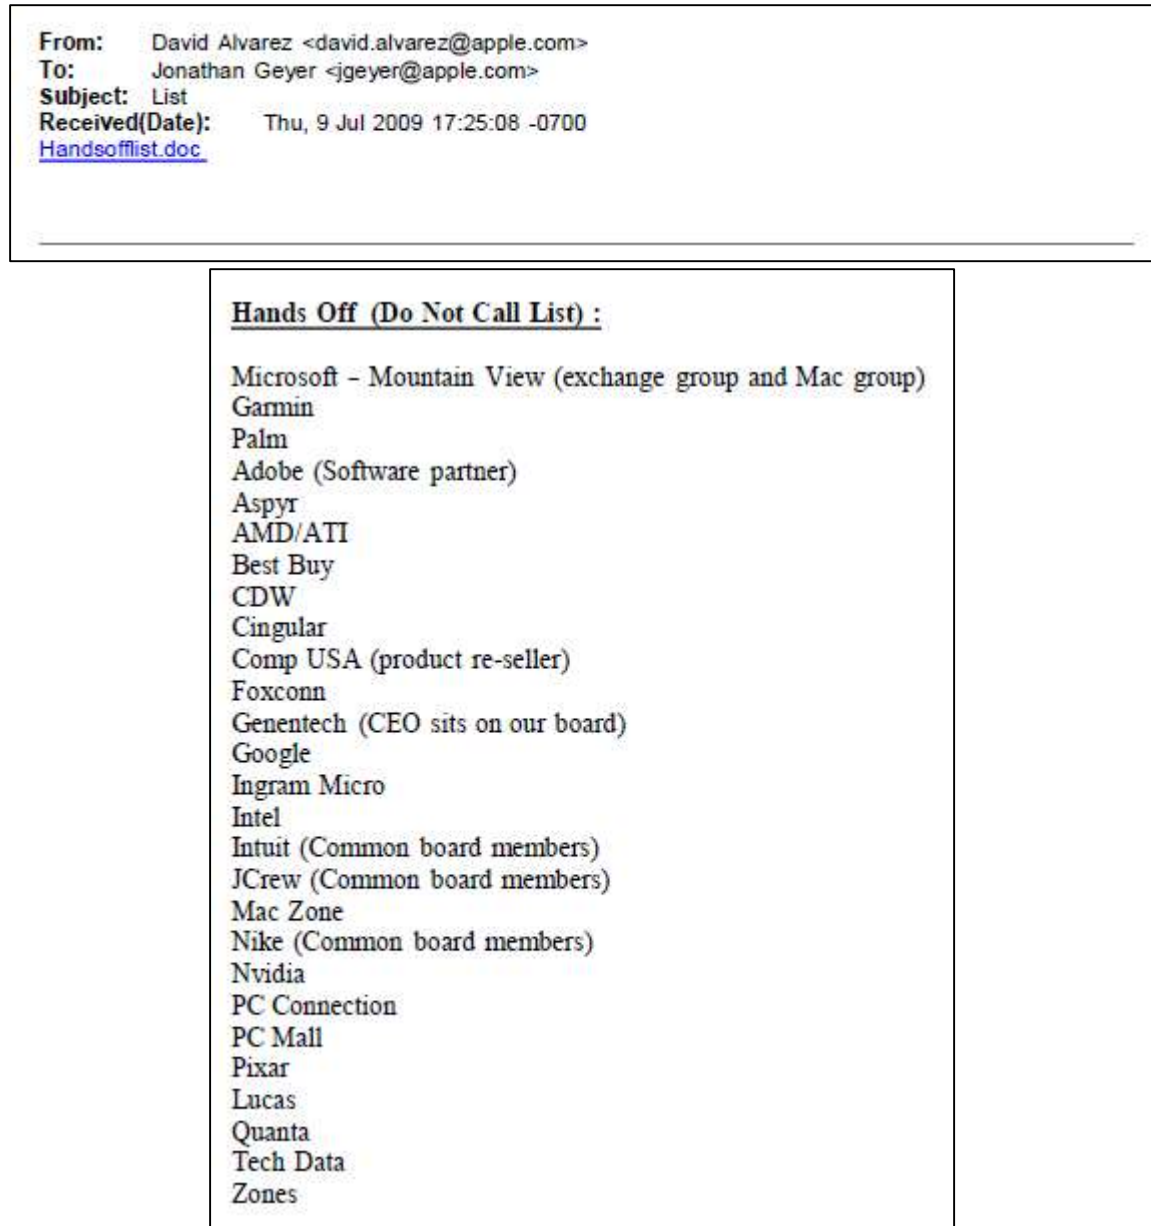 From: David Alvarez <david.alvarez@apple.com>
To: Jonathan Geyer <jgeyer@apple.com>
Subject: List
Received(Date): Thu, 9 Jul 2009 17:25:08 -0700
Handsofflist.doc
Hands Off (Do Not Call List) :
Microsoft – Mountain View (exchange group and Mac group)
Garmin
Palm
Adobe (Software partner)
Aspyr
AMD/ATI
Best Buy
CDW
Cingular
Comp USA (product re-seller)
Foxconn
Genentech (CEO sits on our board)
Google
Ingram Micro
Intel
Intuit (Common board members)
JCrew (Common board members)
Mac Zone
Nike (Common board members)
Nvidia
PC Connection
PC Mall
Pixar
Lucas
Quanta
Tech Data
Zones